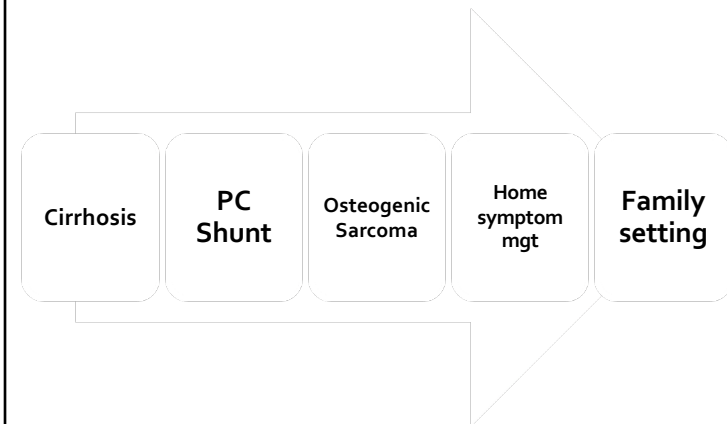 Cirrhosis
PC
Shunt
Osteogenic
Sarcoma
Home
symptom
mgt
Family
setting